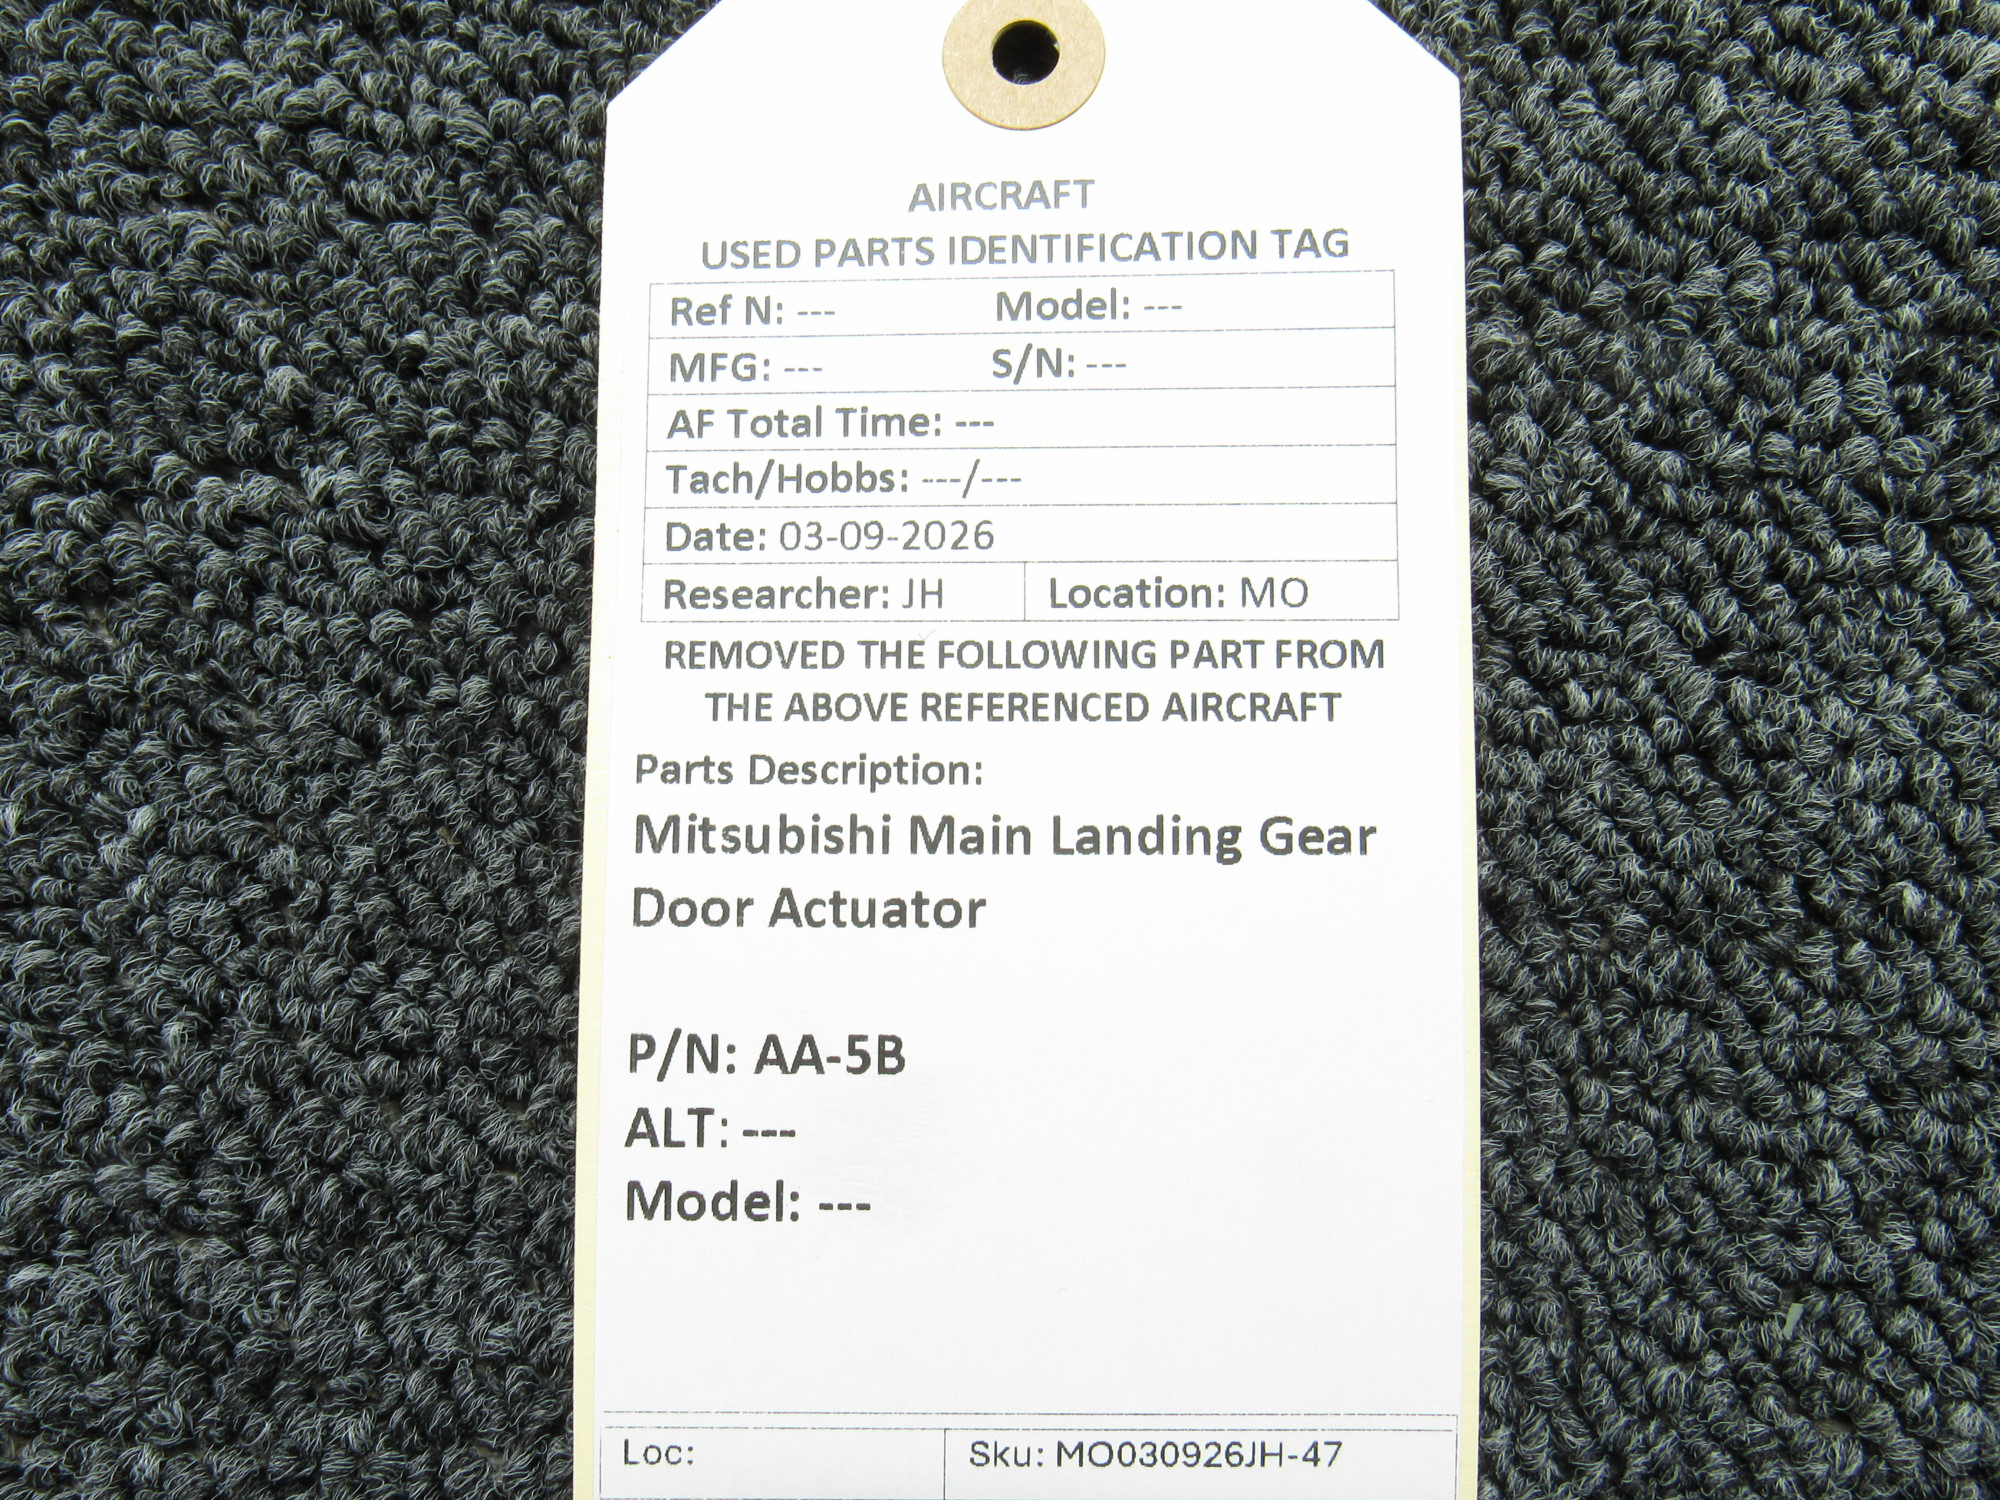 AIRCRAFT
USED PARTS IDENTIFICATION TAG
Ref N: --- Model: ---
MFG: --- S/N: ---
AF Total Time: ---
Tach/Hobbs: ---/---
Date: 03-09-2026
Researcher: JH Location: MO
REMOVED THE FOLLOWING PART FROM
THE ABOVE REFERENCED AIRCRAFT
Parts Description:
Mitsubishi Main Landing Gear
Door Actuator
P/N: AA-5B
ALT: ---
Model: ---
Loc: Sku: MO030926JH-47